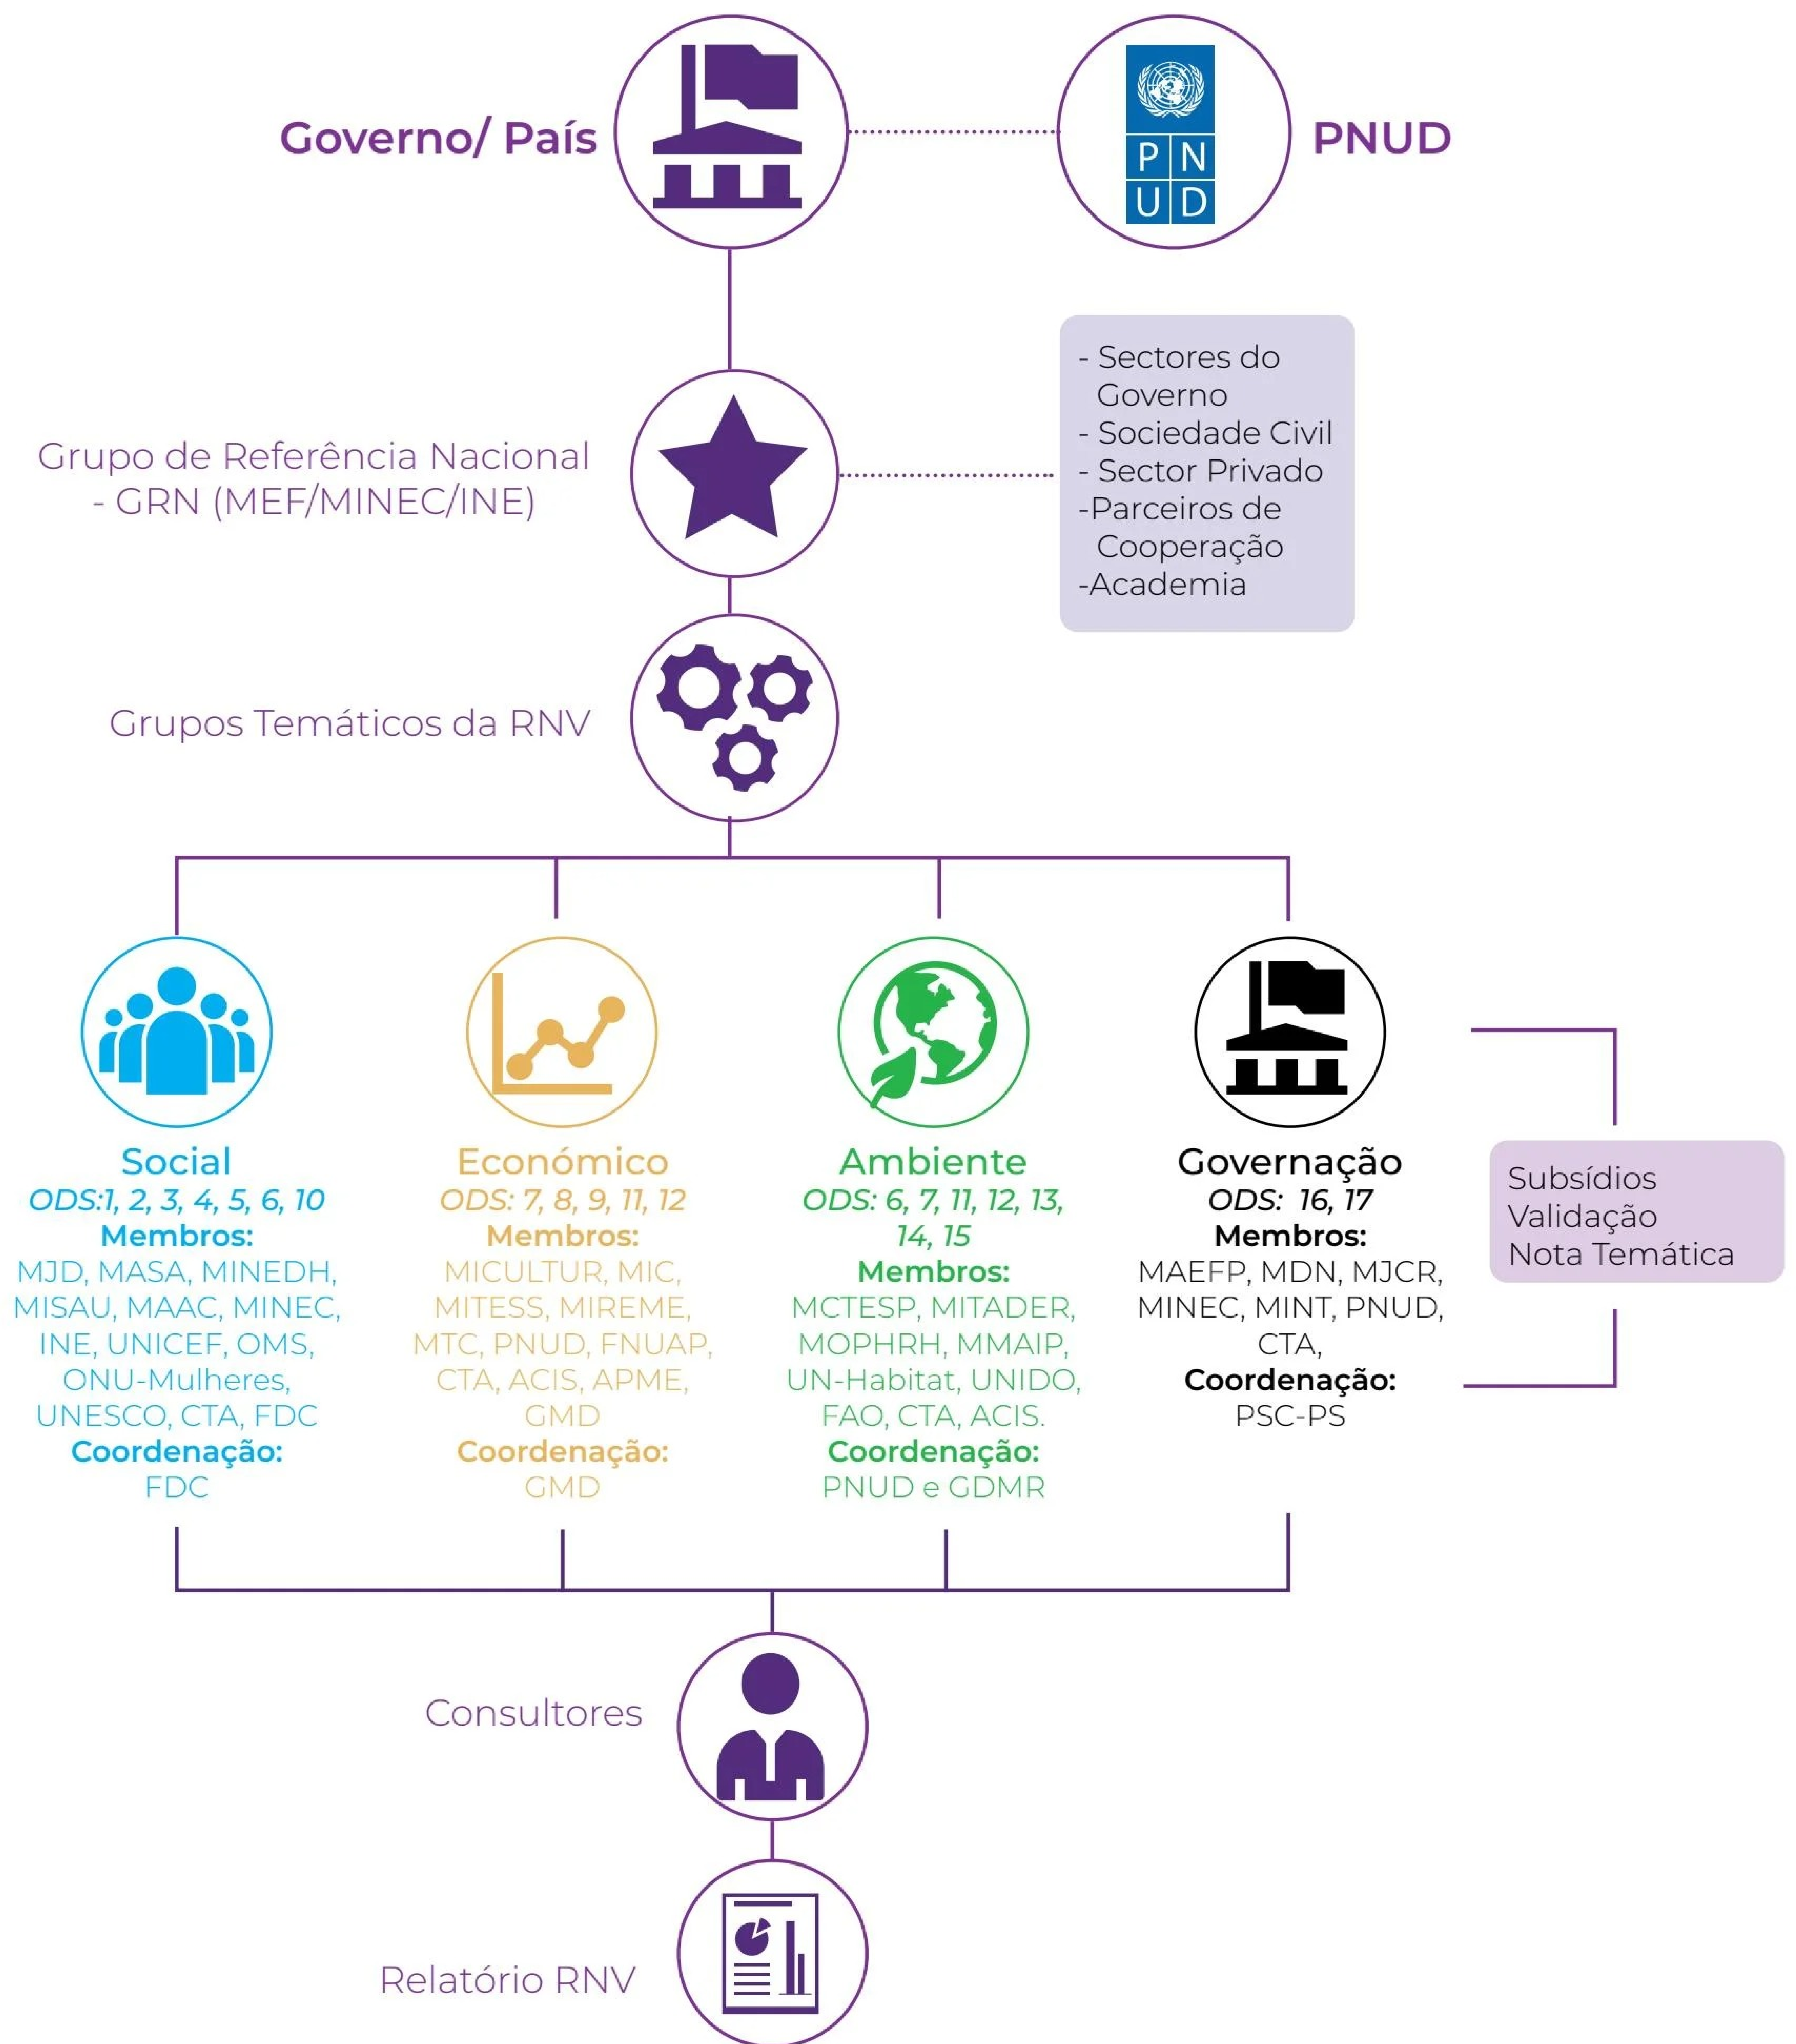 Governo/ País
P N
U D
PNUD
Grupo de Referência Nacional
- GRN (MEF/MINEC/INE)
- Sectores do
Governo
- Sociedade Civil
- Sector Privado
-Parceiros de
Cooperação
-Academia
Grupos Temáticos da RNV
Social
ODS:1, 2, 3, 4, 5, 6, 10
Membros:
MJD, MASA, MINEDH,
MISAU, MAAC, MINEC,
INE, UNICEF, OMS,
ONU-Mulheres,
UNESCO, CTA, FDC
Coordenação:
FDC
Económico
ODS: 7, 8, 9, 11, 12
Membros:
MICULTUR, MIC,
MITESS, MIREME,
MTC, PNUD, FNUAP,
CTA, ACIS, APME,
GMD
Coordenação:
GMD
Ambiente
ODS: 6, 7, 11, 12, 13,
14, 15
Membros:
MCTESP, MITADER,
MOPHRH, MMAIP,
UN-Habitat, UNIDO,
FAO, CTA, ACIS.
Coordenação:
PNUD e GDMR
Governação
ODS: 16, 17
Membros:
MAEFP, MDN, MJCR,
MINEC, MINT, PNUD,
CTA,
Coordenação:
PSC-PS
Subsídios
Validação
Nota Temática
Consultores
Relatório RNV